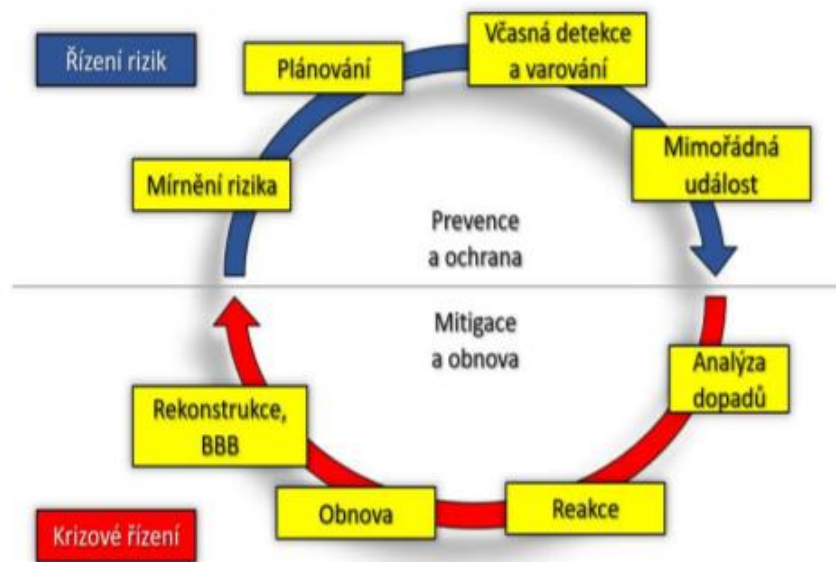 Řízení rizik
Plánování
Včasná detekce
a varování
Mírnění rizika
Mimořádná
událost
Prevence
a ochrana
Mitigace
a obnova
Analýza
dopadů
Rekonstrukce,
BBB
Obnova
Reakce
Krizové řízení